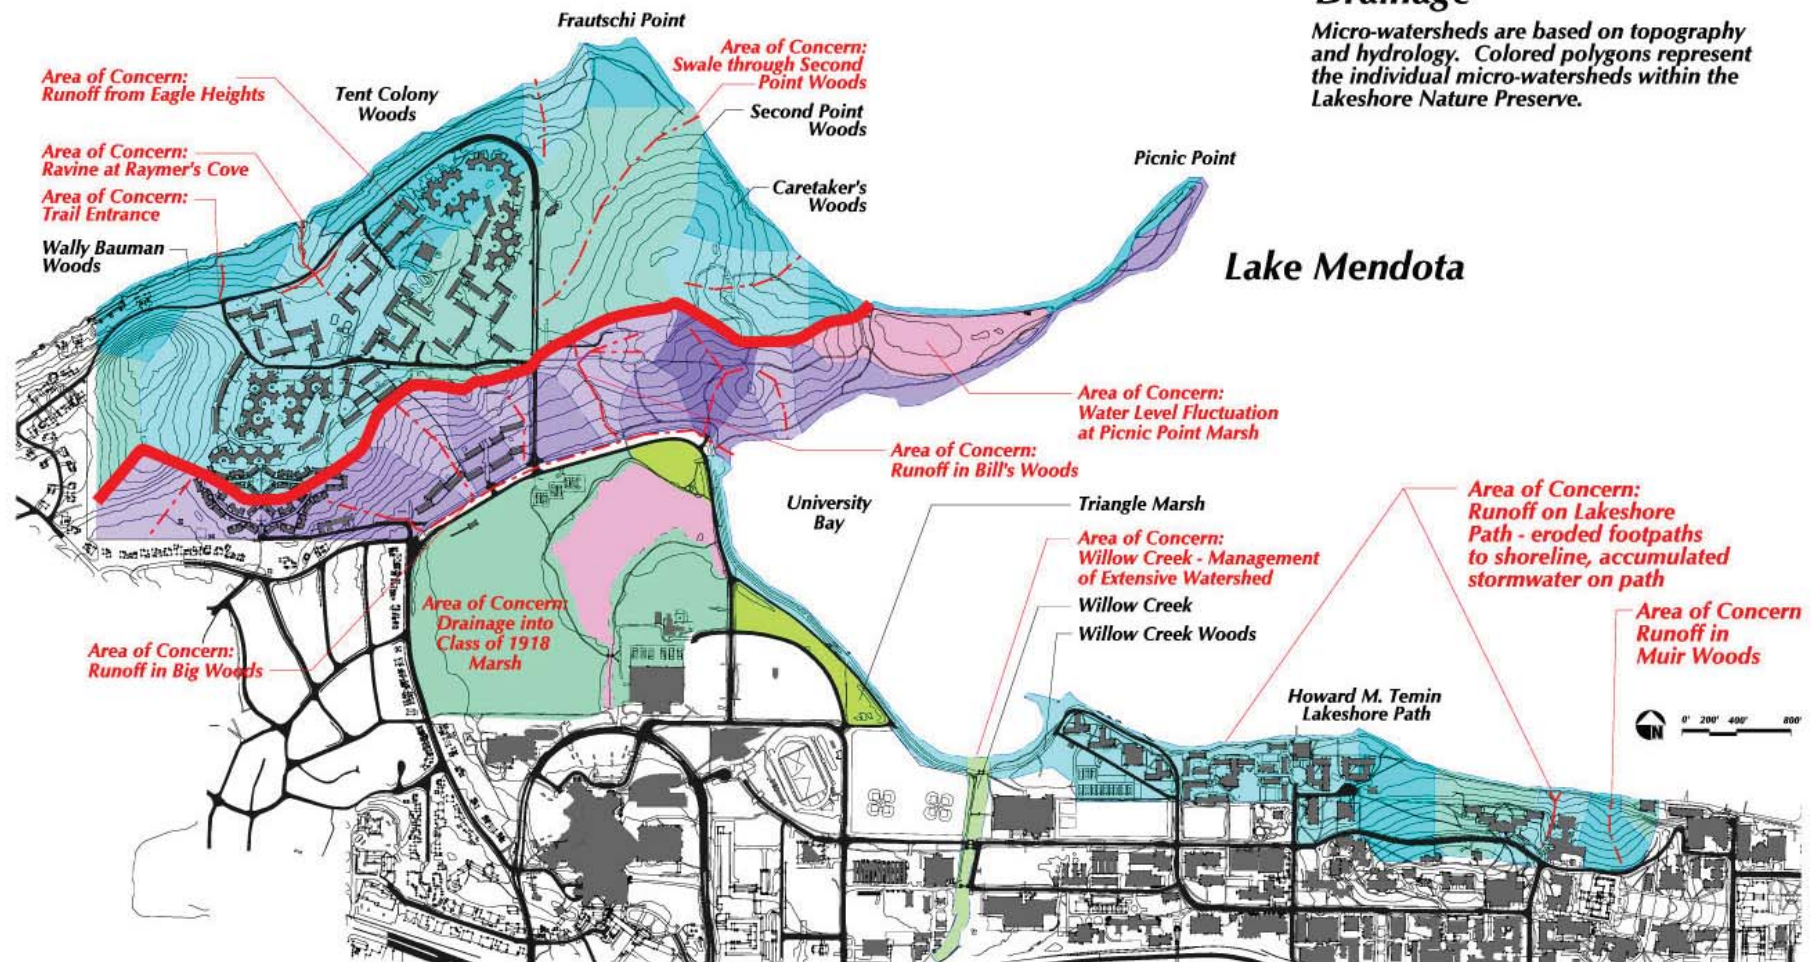 Drainage
Micro-watersheds are based on topography
and hydrology. Colored polygons represent
the individual micro-watersheds within the
Lakeshore Nature Preserve.
Frautschi Point
Area of Concern:
Swale through Second
Point Woods
Area of Concern:
Runoff from Eagle Heights
Tent Colony
Woods
Second Point
Woods
Area of Concern:
Ravine at Raymer's Cove
Picnic Point
Caretaker's
Woods
Area of Concern:
Trail Entrance
Wally Bauman
Woods
Lake Mendota
Area of Concern:
Water Level Fluctuation
at Picnic Point Marsh
Area of Concern:
Runoff in Bill's Woods
University
Bay
Triangle Marsh
Area of Concern:
Willow Creek - Management
of Extensive Watershed
Willow Creek
Willow Creek Woods
Area of Concern:
Runoff on Lakeshore
Path - eroded footpaths
to shoreline, accumulated
stormwater on path
Area of Concern
Runoff in
Muir Woods
Area of Concern:
Drainage into
Class of 1918
Marsh
Area of Concern:
Runoff in Big Woods
Howard M. Temin
Lakeshore Path
N
0' 200' 400' 800'